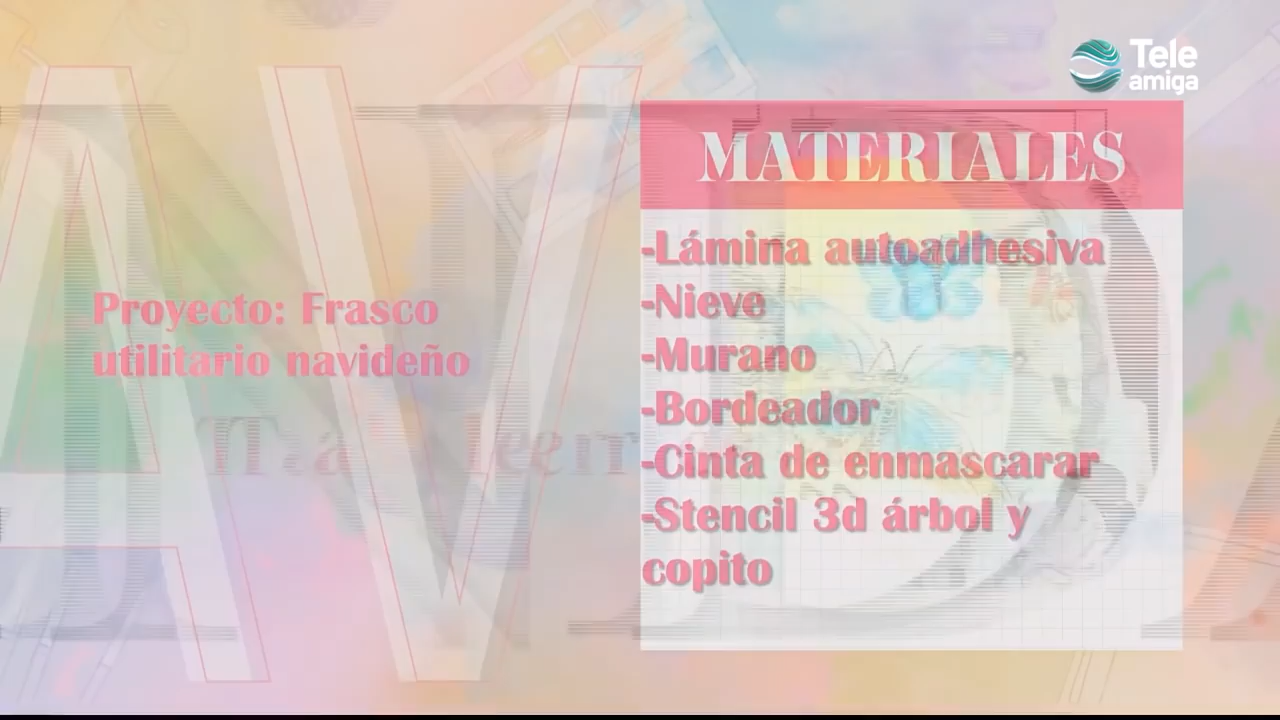 Tele
amiga
MATERIALES
Proyecto: Frasco
utilitario navideño
-Lámina autoadhesiva
-Nieve
-Murano
-Bordeador
-Cinta de enmascarar
-Stencil 3d árbol y
copito